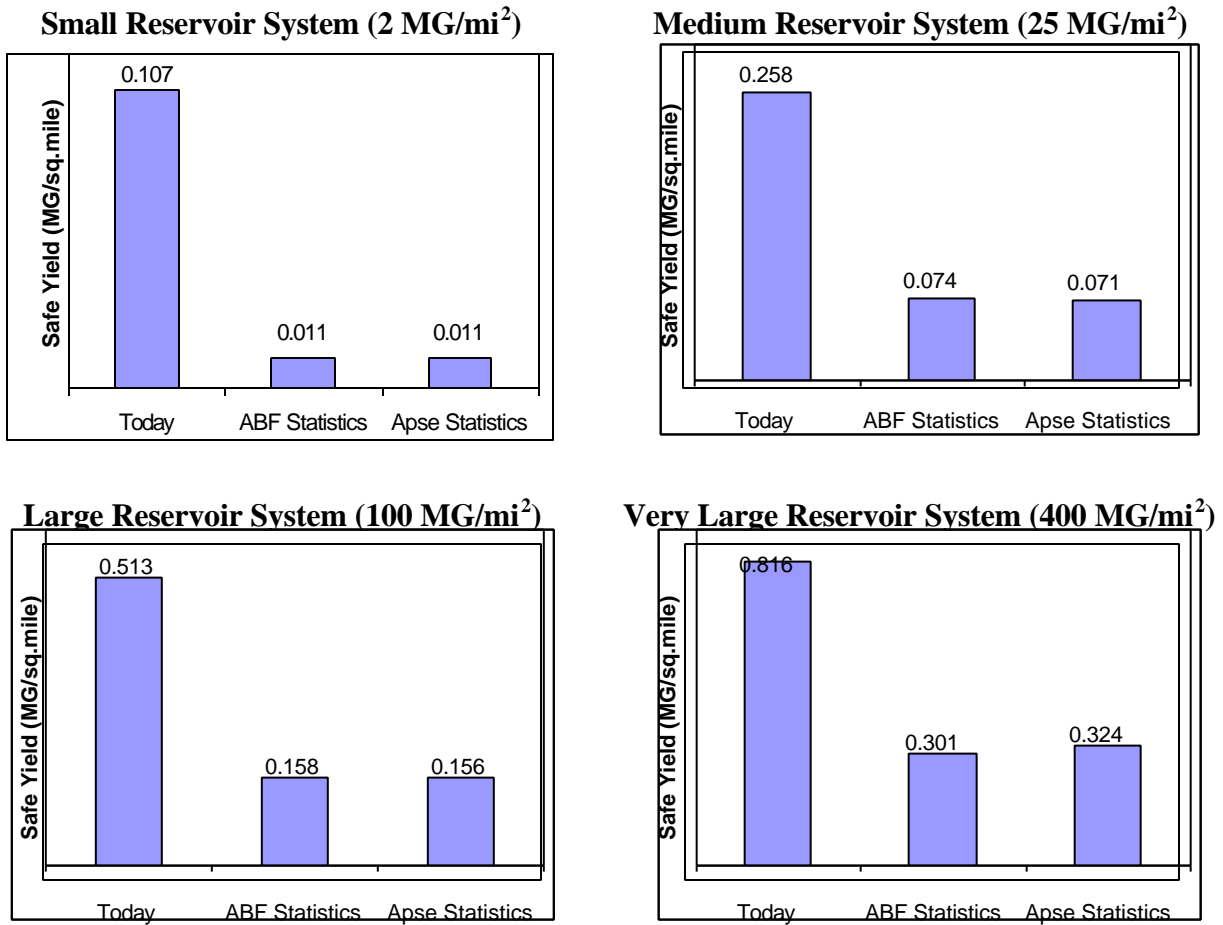 Small Reservoir System (2 MG/mi²)
Safe Yield (MG/sq.mile)
0.107
0.011
0.011
Today ABF Statistics Apse Statistics
Medium Reservoir System (25 MG/mi²)
Safe Yield (MG/sq.mile)
0.258
0.074
0.071
Today ABF Statistics Apse Statistics
Large Reservoir System (100 MG/mi²)
Safe Yield (MG/sq.mile)
0.513
0.158
0.156
Today ABF Statistics Apse Statistics
Very Large Reservoir System (400 MG/mi²)
Safe Yield (MG/sq.mile)
0.816
0.301
0.324
Today ABF Statistics Apse Statistics